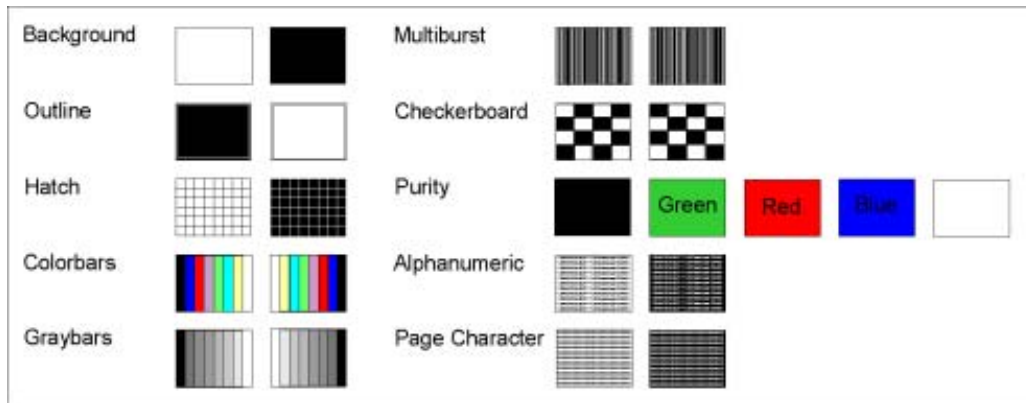 Background
Outline
Hatch
Colorbars
Graybars
Multiburst
Checkerboard
Purity
Green
Red
Blue
Alphanumeric
Page Character